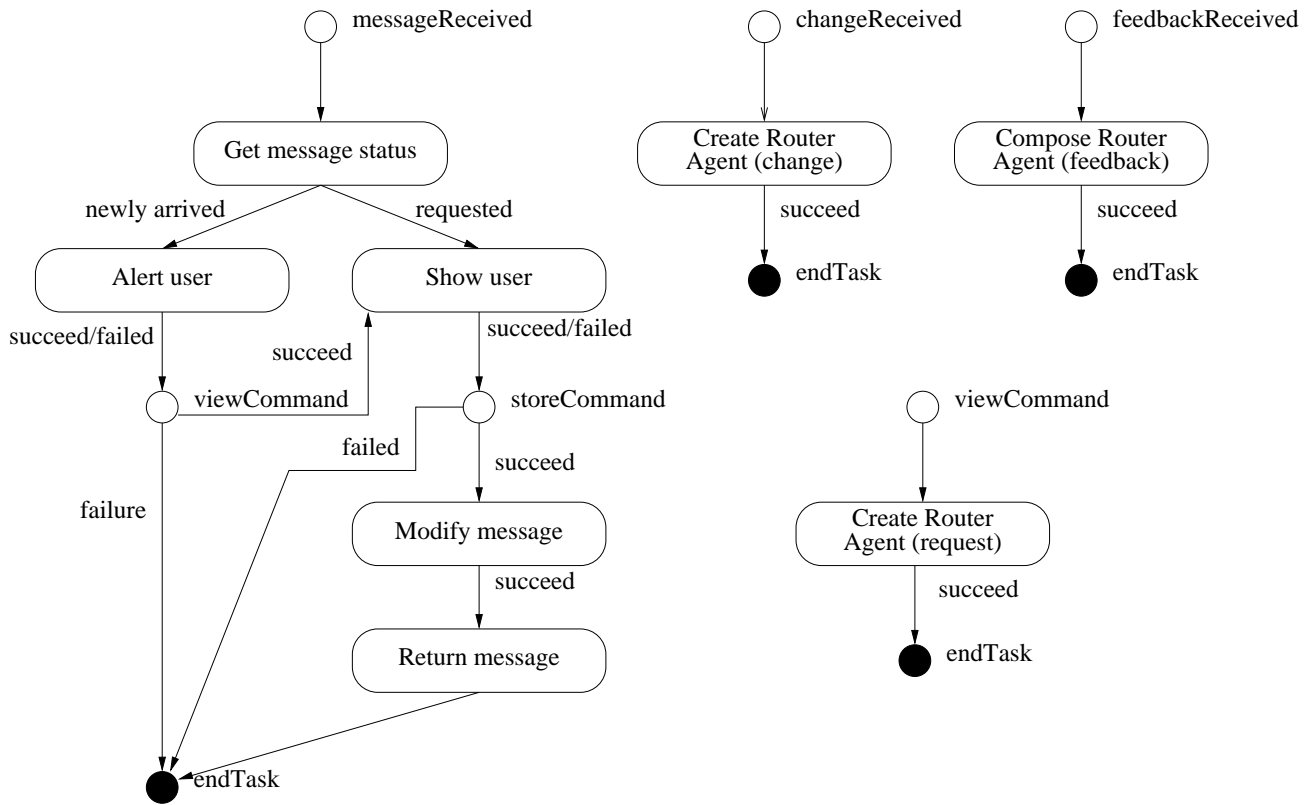 messageReceived
changeReceived
feedbackReceived
Get message status
Create Router
Agent (change)
Compose Router
Agent (feedback)
newly arrived
requested
succeed
succeed
Alert user
Show user
endTask
endTask
succeed/failed
succeed/failed
succeed
viewCommand
storeCommand
viewCommand
failed
succeed
failure
Modify message
Create Router
Agent (request)
succeed
succeed
Return message
endTask
endTask